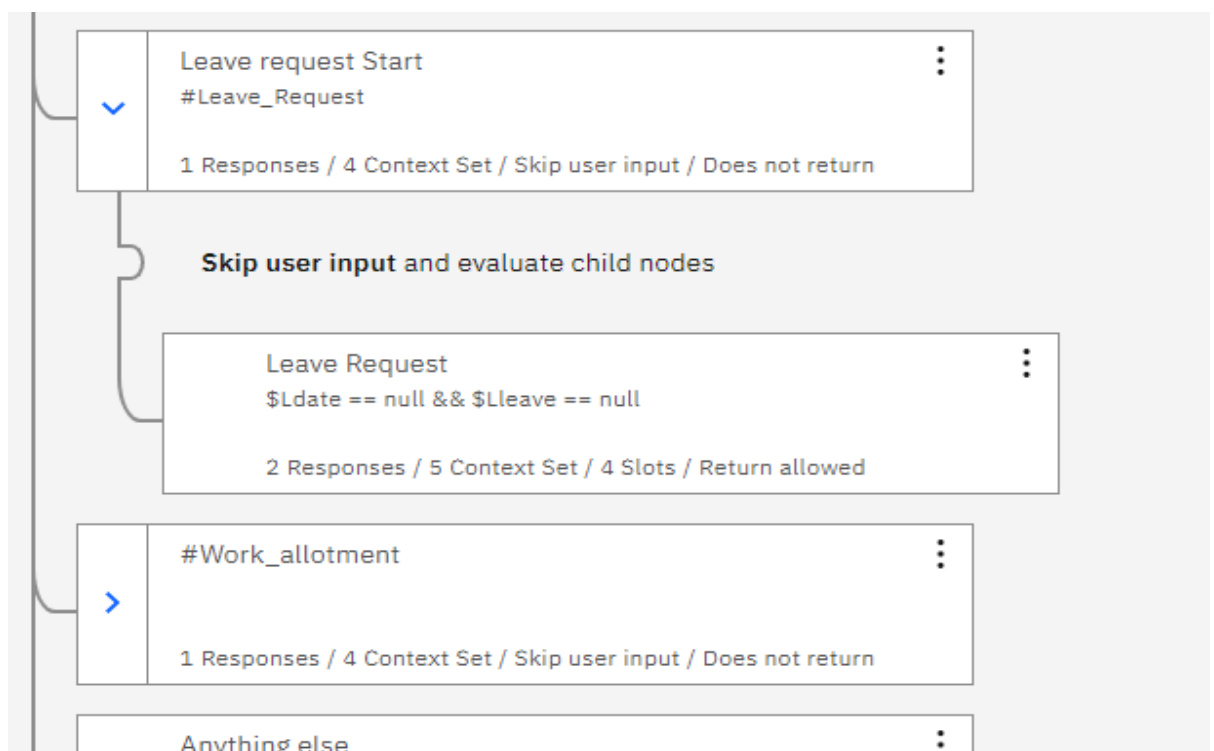 Leave request Start
#Leave_Request
1 Responses / 4 Context Set / Skip user input / Does not return
Skip user input and evaluate child nodes
Leave Request
$Ldate == null && $Lleave == null
2 Responses / 5 Context Set / 4 Slots / Return allowed
#Work_allotment
1 Responses / 4 Context Set / Skip user input / Does not return
Anything else